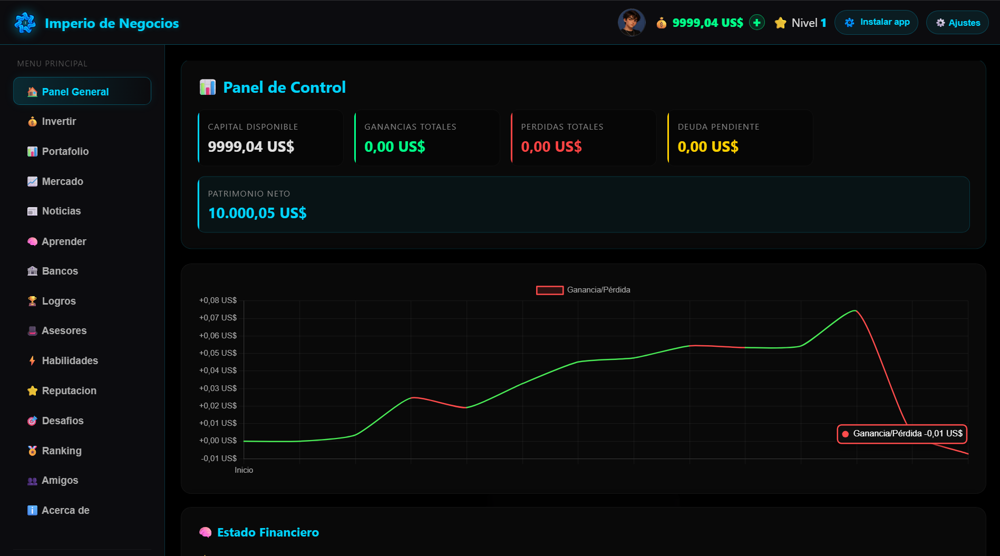 Imperio de Negocios
9999,04 US$
Nivel 1
Instalar app
Ajustes
MENU PRINCIPAL
Panel General
Invertir
Portafolio
Mercado
Noticias
Aprender
Bancos
Logros
Asesores
Habilidades
Reputacion
Desafios
Ranking
Amigos
Acerca de
Panel de Control
CAPITAL DISPONIBLE
9999,04 US$
GANANCIAS TOTALES
0,00 US$
PERDIDAS TOTALES
0,00 US$
DEUDA PENDIENTE
0,00 US$
PATRIMONIO NETO
10.000,05 US$
Ganancia/Pérdida
+0,08 US$
+0,07 US$
+0,06 US$
+0,05 US$
+0,04 US$
+0,03 US$
+0,02 US$
+0,01 US$
+0,00 US$
-0,01 US$
Ganancia/Pérdida -0,01 US$
Inicio
Estado Financiero